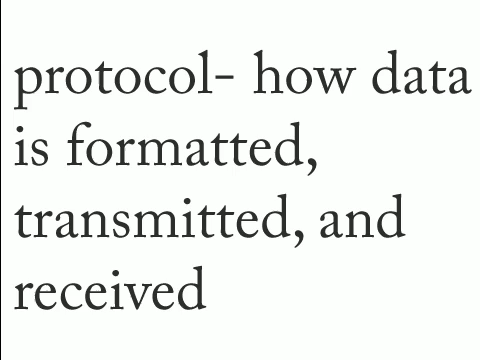 protocol- how data
is formatted,
transmitted, and
received